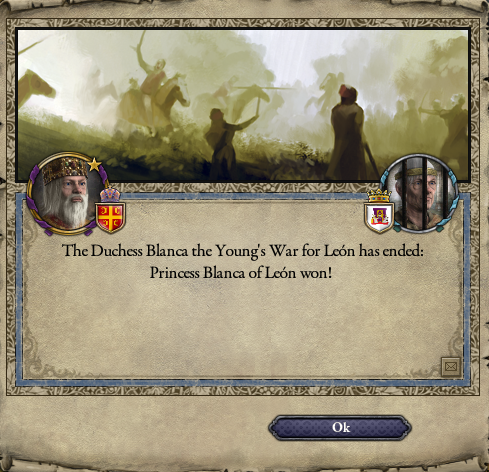 The Duchess Blanca the Young's War for León has ended:
Princess Blanca of León won!
Ok